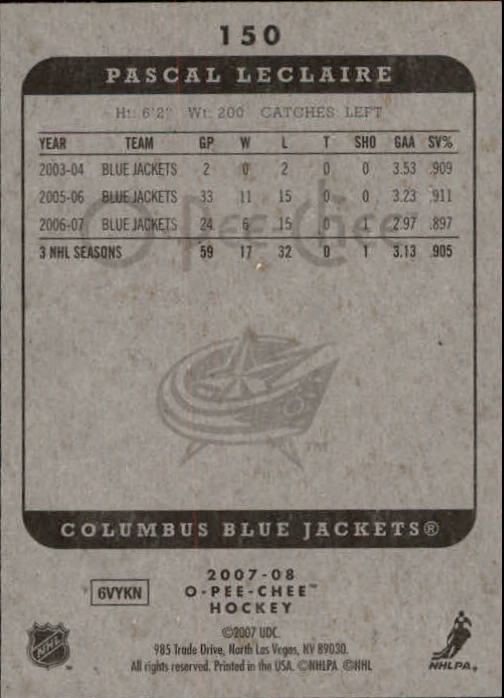 150
PASCAL LECLAIRE
Ht: 6'2" Wt: 200 CATCHES LEFT
YEAR TEAM GP W L T SHO GAA SV%
2003-04 BLUE JACKETS 2 0 2 0 0 3.53 .909
2005-06 BLUE JACKETS 33 11 15 0 0 3.23 .911
2006-07 BLUE JACKETS 24 6 15 0 1 2.97 .897
O-Pee-Chee
3 NHL SEASONS 59 17 32 0 1 3.13 .905
TM
COLUMBUS BLUE JACKETS®
2007-08
6VYKN O-PEE-CHEE™
HOCKEY
©2007 UDC.
985 Trade Drive, North Las Vegas, NV 89030.
All rights reserved. Printed in the USA. ©NHLPA ©NHL
NHL
NHLPA